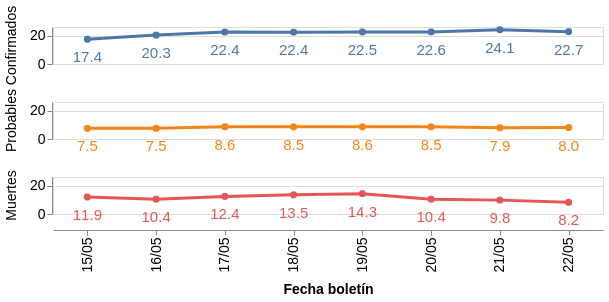 Confirmados
20
0
17.4 20.3 22.4 22.4 22.5 22.6 24.1 22.7
Probables
20
0
7.5 7.5 8.6 8.5 8.6 8.5 7.9 8.0
Muertes
20
0
11.9 10.4 12.4 13.5 14.3 10.4 9.8 8.2
15/05 16/05 17/05 18/05 19/05 20/05 21/05 22/05
Fecha boletín